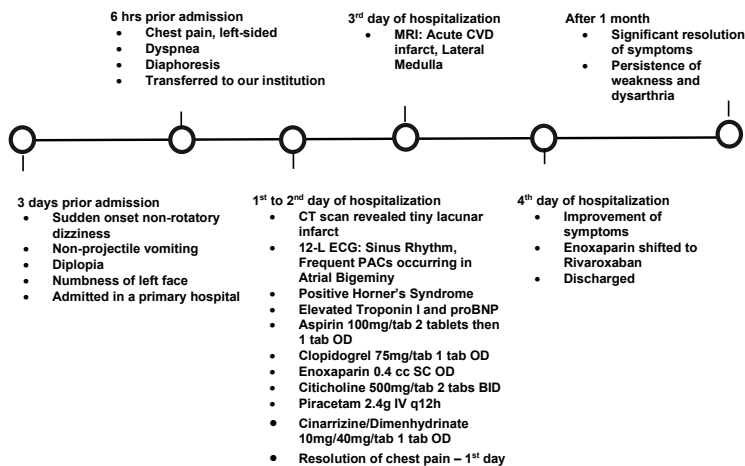 6 hrs prior admission
• Chest pain, left-sided
• Dyspnea
• Diaphoresis
• Transferred to our institution
3rd day of hospitalization
• MRI: Acute CVD
infarct, Lateral
Medulla
After 1 month
• Significant resolution
of symptoms
• Persistence of
weakness and
dysarthria
3 days prior admission
• Sudden onset non-rotatory
dizziness
• Non-projectile vomiting
• Diplopia
• Numbness of left face
• Admitted in a primary hospital
1st to 2nd day of hospitalization
• CT scan revealed tiny lacunar
infarct
• 12-L ECG: Sinus Rhythm,
Frequent PACs occurring in
Atrial Bigeminy
• Positive Horner's Syndrome
• Elevated Troponin I and proBNP
• Aspirin 100mg/tab 2 tablets then
1 tab OD
• Clopidogrel 75mg/tab 1 tab OD
• Enoxaparin 0.4 cc SC OD
• Citicholine 500mg/tab 2 tabs BID
• Piracetam 2.4g IV q12h
• Cinarrizine/Dimenhydrinate
10mg/40mg/tab 1 tab OD
• Resolution of chest pain – 1st day
4th day of hospitalization
• Improvement of
symptoms
• Enoxaparin shifted to
Rivaroxaban
• Discharged